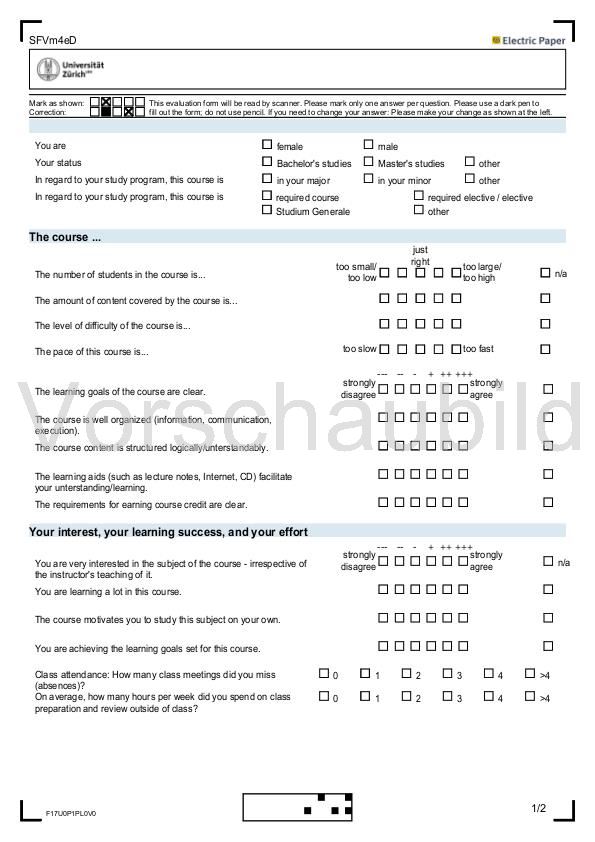 SFVm4eD
Electric Paper
Universität
Zürich
Mark as shown: This evaluation form will be read by scanner. Please mark only one answer per question. Please use a dark pen to
Correction: fill out the form; do not use pencil. If you need to change your answer: Please make your change as shown at the left.
You are female male
Your status Bachelor's studies Master's studies other
In regard to your study program, this course is in your major in your minor other
In regard to your study program, this course is required course required elective / elective
Studium Generale other
The course ...
just
right
too small/ too large/
The number of students in the course is... too low too high n/a
The amount of content covered by the course is...
The level of difficulty of the course is...
The pace of this course is... too slow too fast
--- -- - + ++ +++
strongly strongly
The learning goals of the course are clear. disagree agree
Vorschaubild
The course is well organized (information, communication,
execution).
The course content is structured logically/unterstandably.
The learning aids (such as lecture notes, Internet, CD) facilitate
your unterstanding/learning.
The requirements for earning course credit are clear.
Your interest, your learning success, and your effort
--- -- - + ++ +++
strongly strongly
You are very interested in the subject of the course - irrespective of disagree agree n/a
the instructor's teaching of it.
You are learning a lot in this course.
The course motivates you to study this subject on your own.
You are achieving the learning goals set for this course.
Class attendance: How many class meetings did you miss 0 1 2 3 4 >4
(absences)?
On average, how many hours per week did you spend on class 0 1 2 3 4 >4
preparation and review outside of class?
F17U0P1PL0V0
1/2